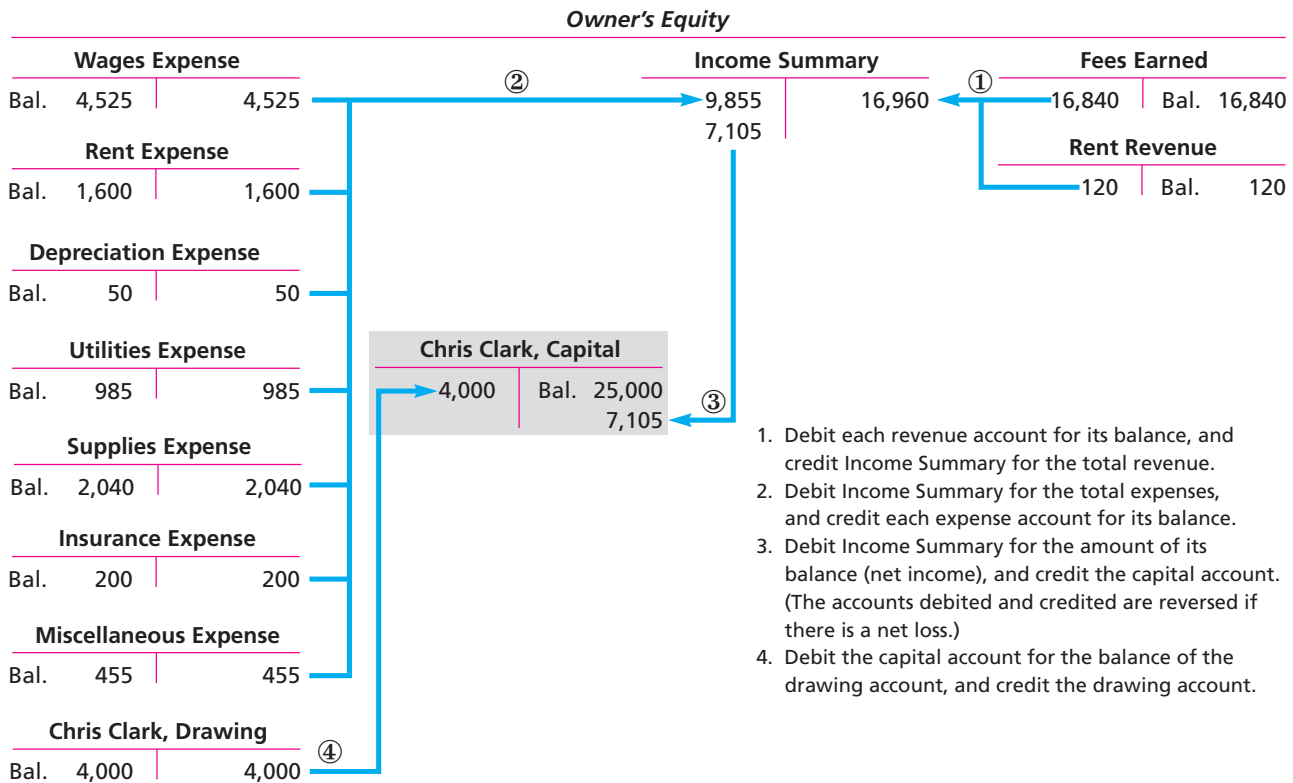 Owner's Equity
Wages Expense
Bal. 4,525 4,525
Rent Expense
Bal. 1,600 1,600
Depreciation Expense
Bal. 50 50
Utilities Expense
Bal. 985 985
Supplies Expense
Bal. 2,040 2,040
Insurance Expense
Bal. 200 200
Miscellaneous Expense
Bal. 455 455
Chris Clark, Drawing
Bal. 4,000 4,000
②
④
Income Summary
9,855 16,960
7,105
①
Fees Earned
16,840 Bal. 16,840
Rent Revenue
120 Bal. 120
Chris Clark, Capital
4,000 Bal. 25,000
7,105
③
1. Debit each revenue account for its balance, and
credit Income Summary for the total revenue.
2. Debit Income Summary for the total expenses,
and credit each expense account for its balance.
3. Debit Income Summary for the amount of its
balance (net income), and credit the capital account.
(The accounts debited and credited are reversed if
there is a net loss.)
4. Debit the capital account for the balance of the
drawing account, and credit the drawing account.